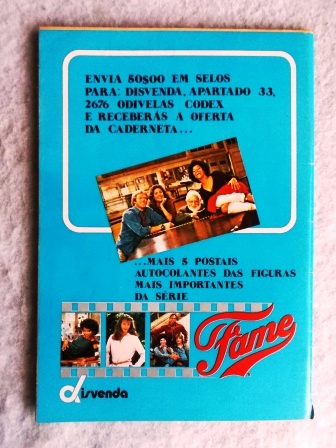 ENVIA 50$00 EM SELOS
PARA: DISVENDA, APARTADO 33,
2676 ODIVELAS CODEX
E RECEBERÁS A OFERTA
DA CADERNETA...
...MAIS 5 POSTAIS
AUTOCOLANTES DAS FIGURAS
MAIS IMPORTANTES
DA SÉRIE
Fame
disvenda